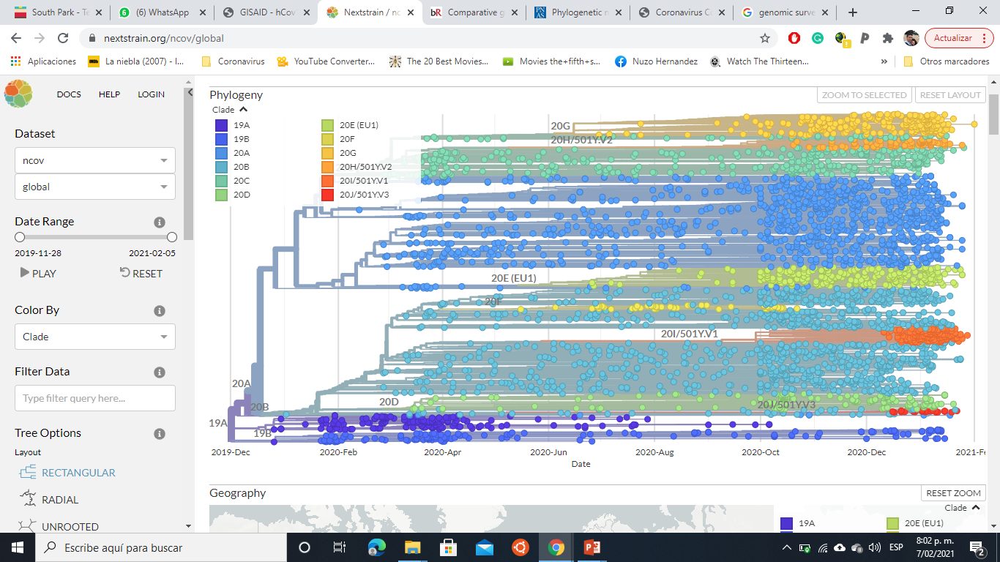 South Park - Te
(6) WhatsApp
GISAID - hCov
Nextstrain / nc
Comparative g
Phylogenetic n
Coronavirus C
genomic surve
nextstrain.org/ncov/global
Actualizar
Aplicaciones
La niebla (2007) - I...
Coronavirus
YouTube Converter...
The 20 Best Movies...
Movies the+fifth+s...
Nuzo Hernandez
Watch The Thirteen...
»
Otros marcadores
DOCS
HELP
LOGIN
Dataset
ncov
global
Date Range
2019-11-28
2021-02-05
PLAY
RESET
Color By
Clade
Filter Data
Type filter query here...
Tree Options
Layout
RECTANGULAR
RADIAL
UNROOTED
Phylogeny
ZOOM TO SELECTED
RESET LAYOUT
Clade
19A
19B
20A
20B
20C
20D
20E (EU1)
20F
20G
20H/501Y.V2
20I/501Y.V1
20J/501Y.V3
20G
20H/501Y.V2
20E (EU1)
20F
20I/501Y.V1
20A
20D
20J/501Y.V3
20B
19A
19B
2019-Dec
2020-Feb
2020-Apr
2020-Jun
2020-Aug
2020-Oct
2020-Dec
2021-Fe
Date
Geography
RESET ZOOM
Clade
19A
20E (EU1)
Escribe aquí para buscar
ESP
8:02 p. m.
7/02/2021
2